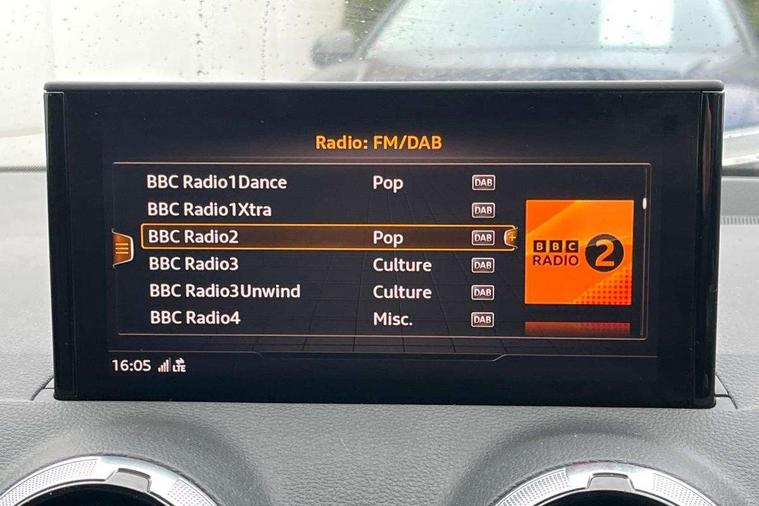 Radio: FM/DAB
BBC Radio1Dance Pop DAB
BBC Radio1Xtra DAB
BBC Radio2 Pop DAB
BBC Radio3 Culture DAB
BBC Radio3Unwind Culture DAB
BBC Radio4 Misc. DAB
BBC RADIO 2
16:05 LTE